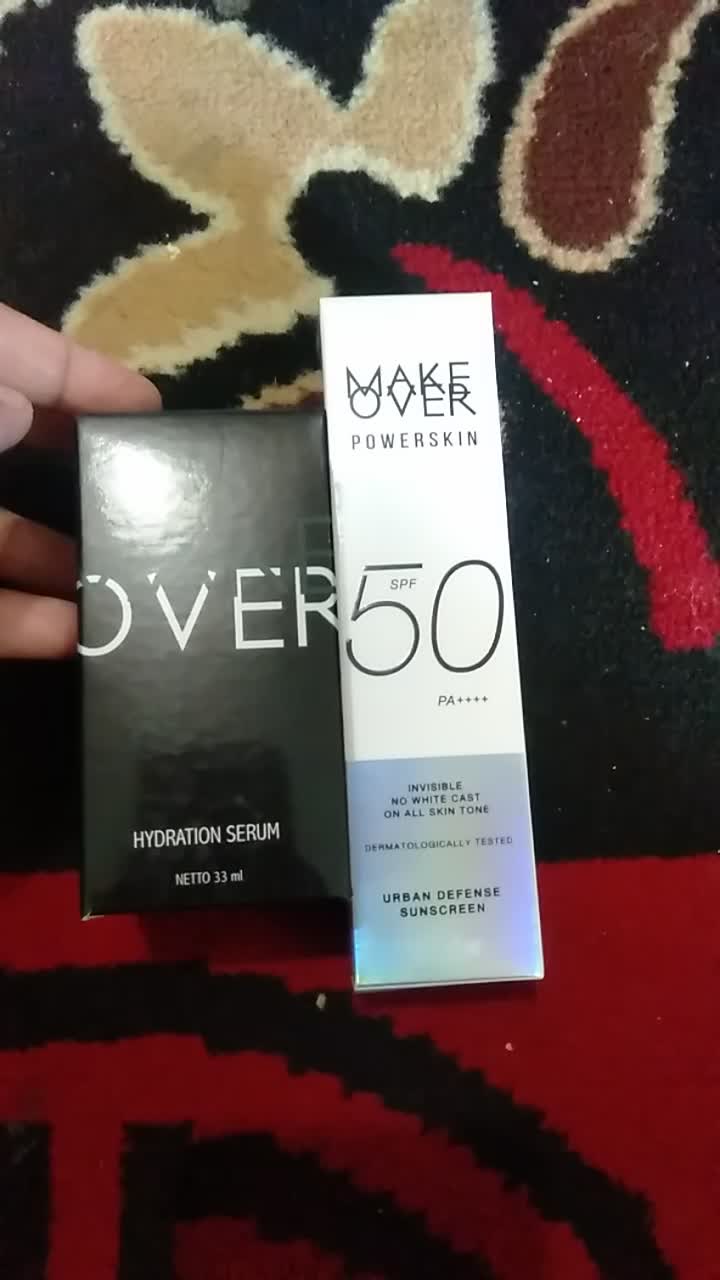 OVER
HYDRATION SERUM
NETTO 33 ml
MAKE
OVER
POWERSKIN
SPF
50
PA++++
INVISIBLE
NO WHITE CAST
ON ALL SKIN TONE
DERMATOLOGICALLY TESTED
URBAN DEFENSE
SUNSCREEN